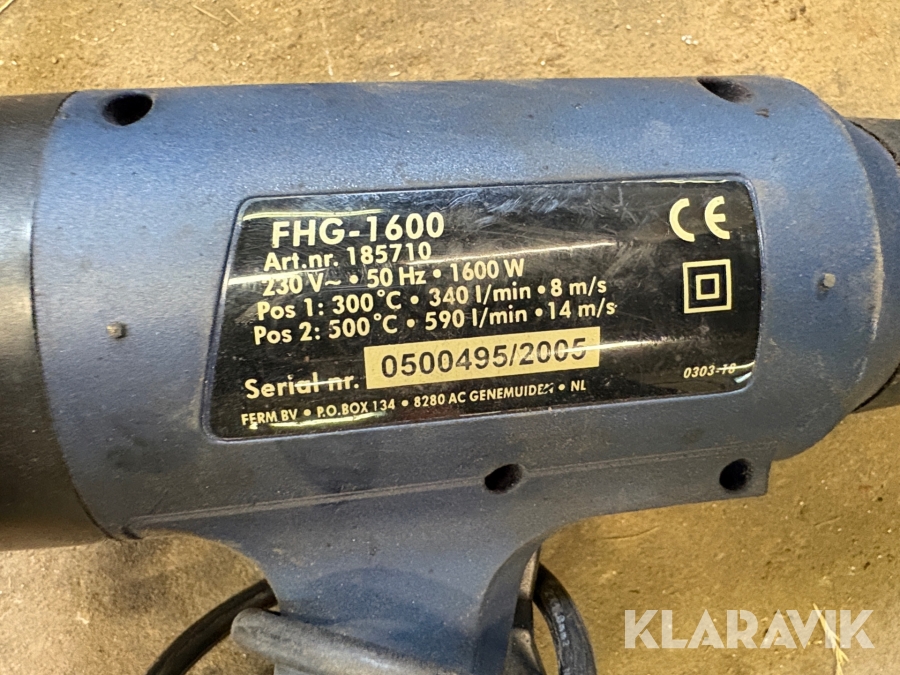 FHG-1600
Art.nr. 185710
230 V~ • 50 Hz • 1600 W
Pos 1: 300 °C • 340 l/min • 8 m/s
Pos 2: 500 °C • 590 l/min • 14 m/s
Serial nr. 0500495/2005
0303-18
FERM BV • P.O.BOX 134 • 8280 AC GENEMUIDEN • NL
CE
KLARAVIK